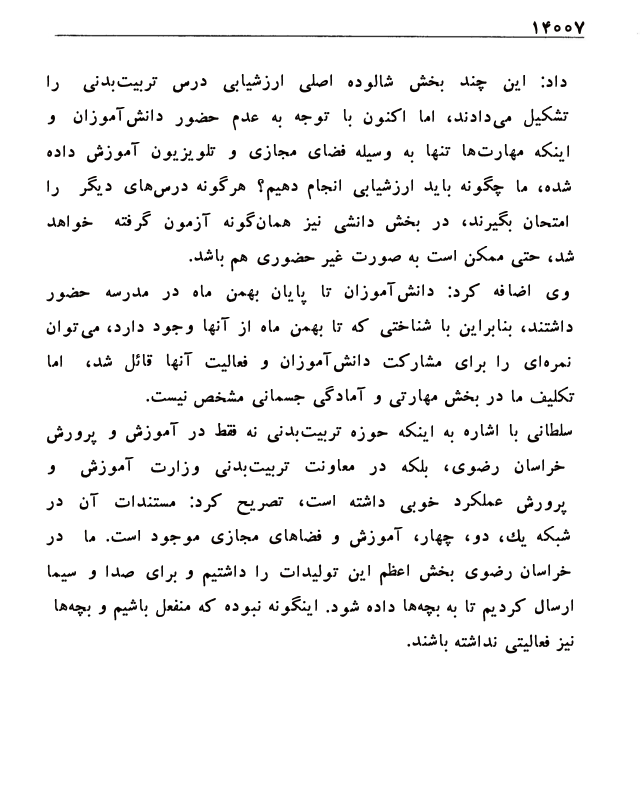 ۱۴۰۰۷
داد: این چند بخش شالوده اصلی ارزشیابی درس تربیت‌بدنی را
تشکیل می‌دادند، اما اکنون با توجه به عدم حضور دانش‌آموزان و
اینکه مهارت‌ها تنها به وسیله فضای مجازی و تلویزیون آموزش داده
شده، ما چگونه باید ارزشیابی انجام دهیم؟ هرگونه درس‌های دیگر را
امتحان بگیرند، در بخش دانشی نیز همان‌گونه آزمون گرفته خواهد
شد، حتی ممکن است به صورت غیر حضوری هم باشد.
وی اضافه کرد: دانش‌آموزان تا پایان بهمن ماه در مدرسه حضور
داشتند، بنابراین با شناختی که تا بهمن ماه از آنها وجود دارد، می‌توان
نمره‌ای را برای مشارکت دانش‌آموزان و فعالیت آنها قائل شد، اما
تکلیف ما در بخش مهارتی و آمادگی جسمانی مشخص نیست.
سلطانی با اشاره به اینکه حوزه تربیت‌بدنی نه فقط در آموزش و پرورش
خراسان رضوی، بلکه در معاونت تربیت‌بدنی وزارت آموزش و
پرورش عملکرد خوبی داشته است، تصریح کرد: مستندات آن در
شبکه یك، دو، چهار، آموزش و فضاهای مجازی موجود است. ما در
خراسان رضوی بخش اعظم این تولیدات را داشتیم و برای صدا و سیما
ارسال کردیم تا به بچه‌ها داده شود. اینگونه نبوده که منفعل باشیم و بچه‌ها
نیز فعالیتی نداشته باشند.